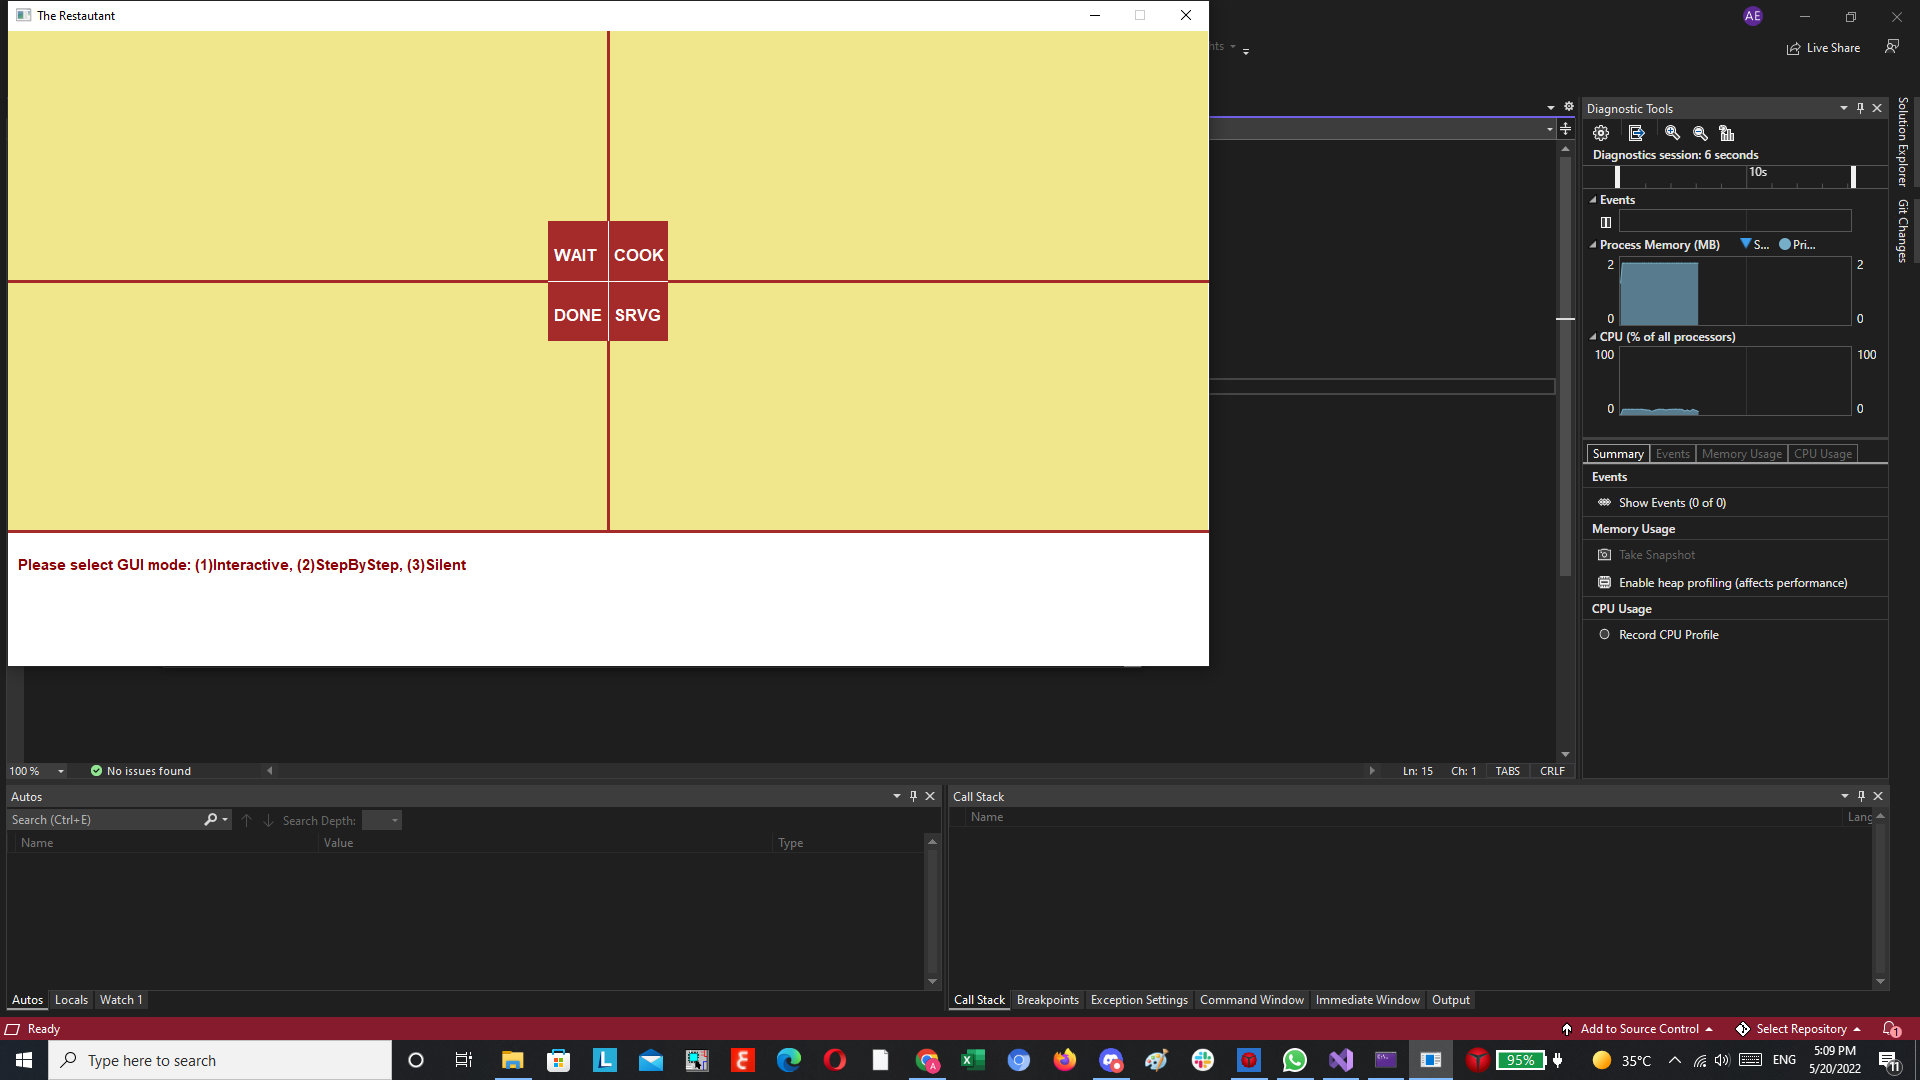 The Restautant
AE
nts
Live Share
WAIT COOK
DONE SRVG
Please select GUI mode: (1)Interactive, (2)StepByStep, (3)Silent
Diagnostic Tools
Diagnostics session: 6 seconds
10s
Events
Process Memory (MB) S... Pri...
2 2
0 0
CPU (% of all processors)
100 100
0 0
Summary Events Memory Usage CPU Usage
Events
Show Events (0 of 0)
Memory Usage
Take Snapshot
Enable heap profiling (affects performance)
CPU Usage
Record CPU Profile
Solution Explorer
Git Changes
100 % No issues found Ln: 15 Ch: 1 TABS CRLF
Autos
Search (Ctrl+E) Search Depth:
Name Value Type
Autos Locals Watch 1
Call Stack
Name Lang
Call Stack Breakpoints Exception Settings Command Window Immediate Window Output
Ready Add to Source Control Select Repository 1
Type here to search L A 95% 35°C ENG 5:09 PM
5/20/2022 11